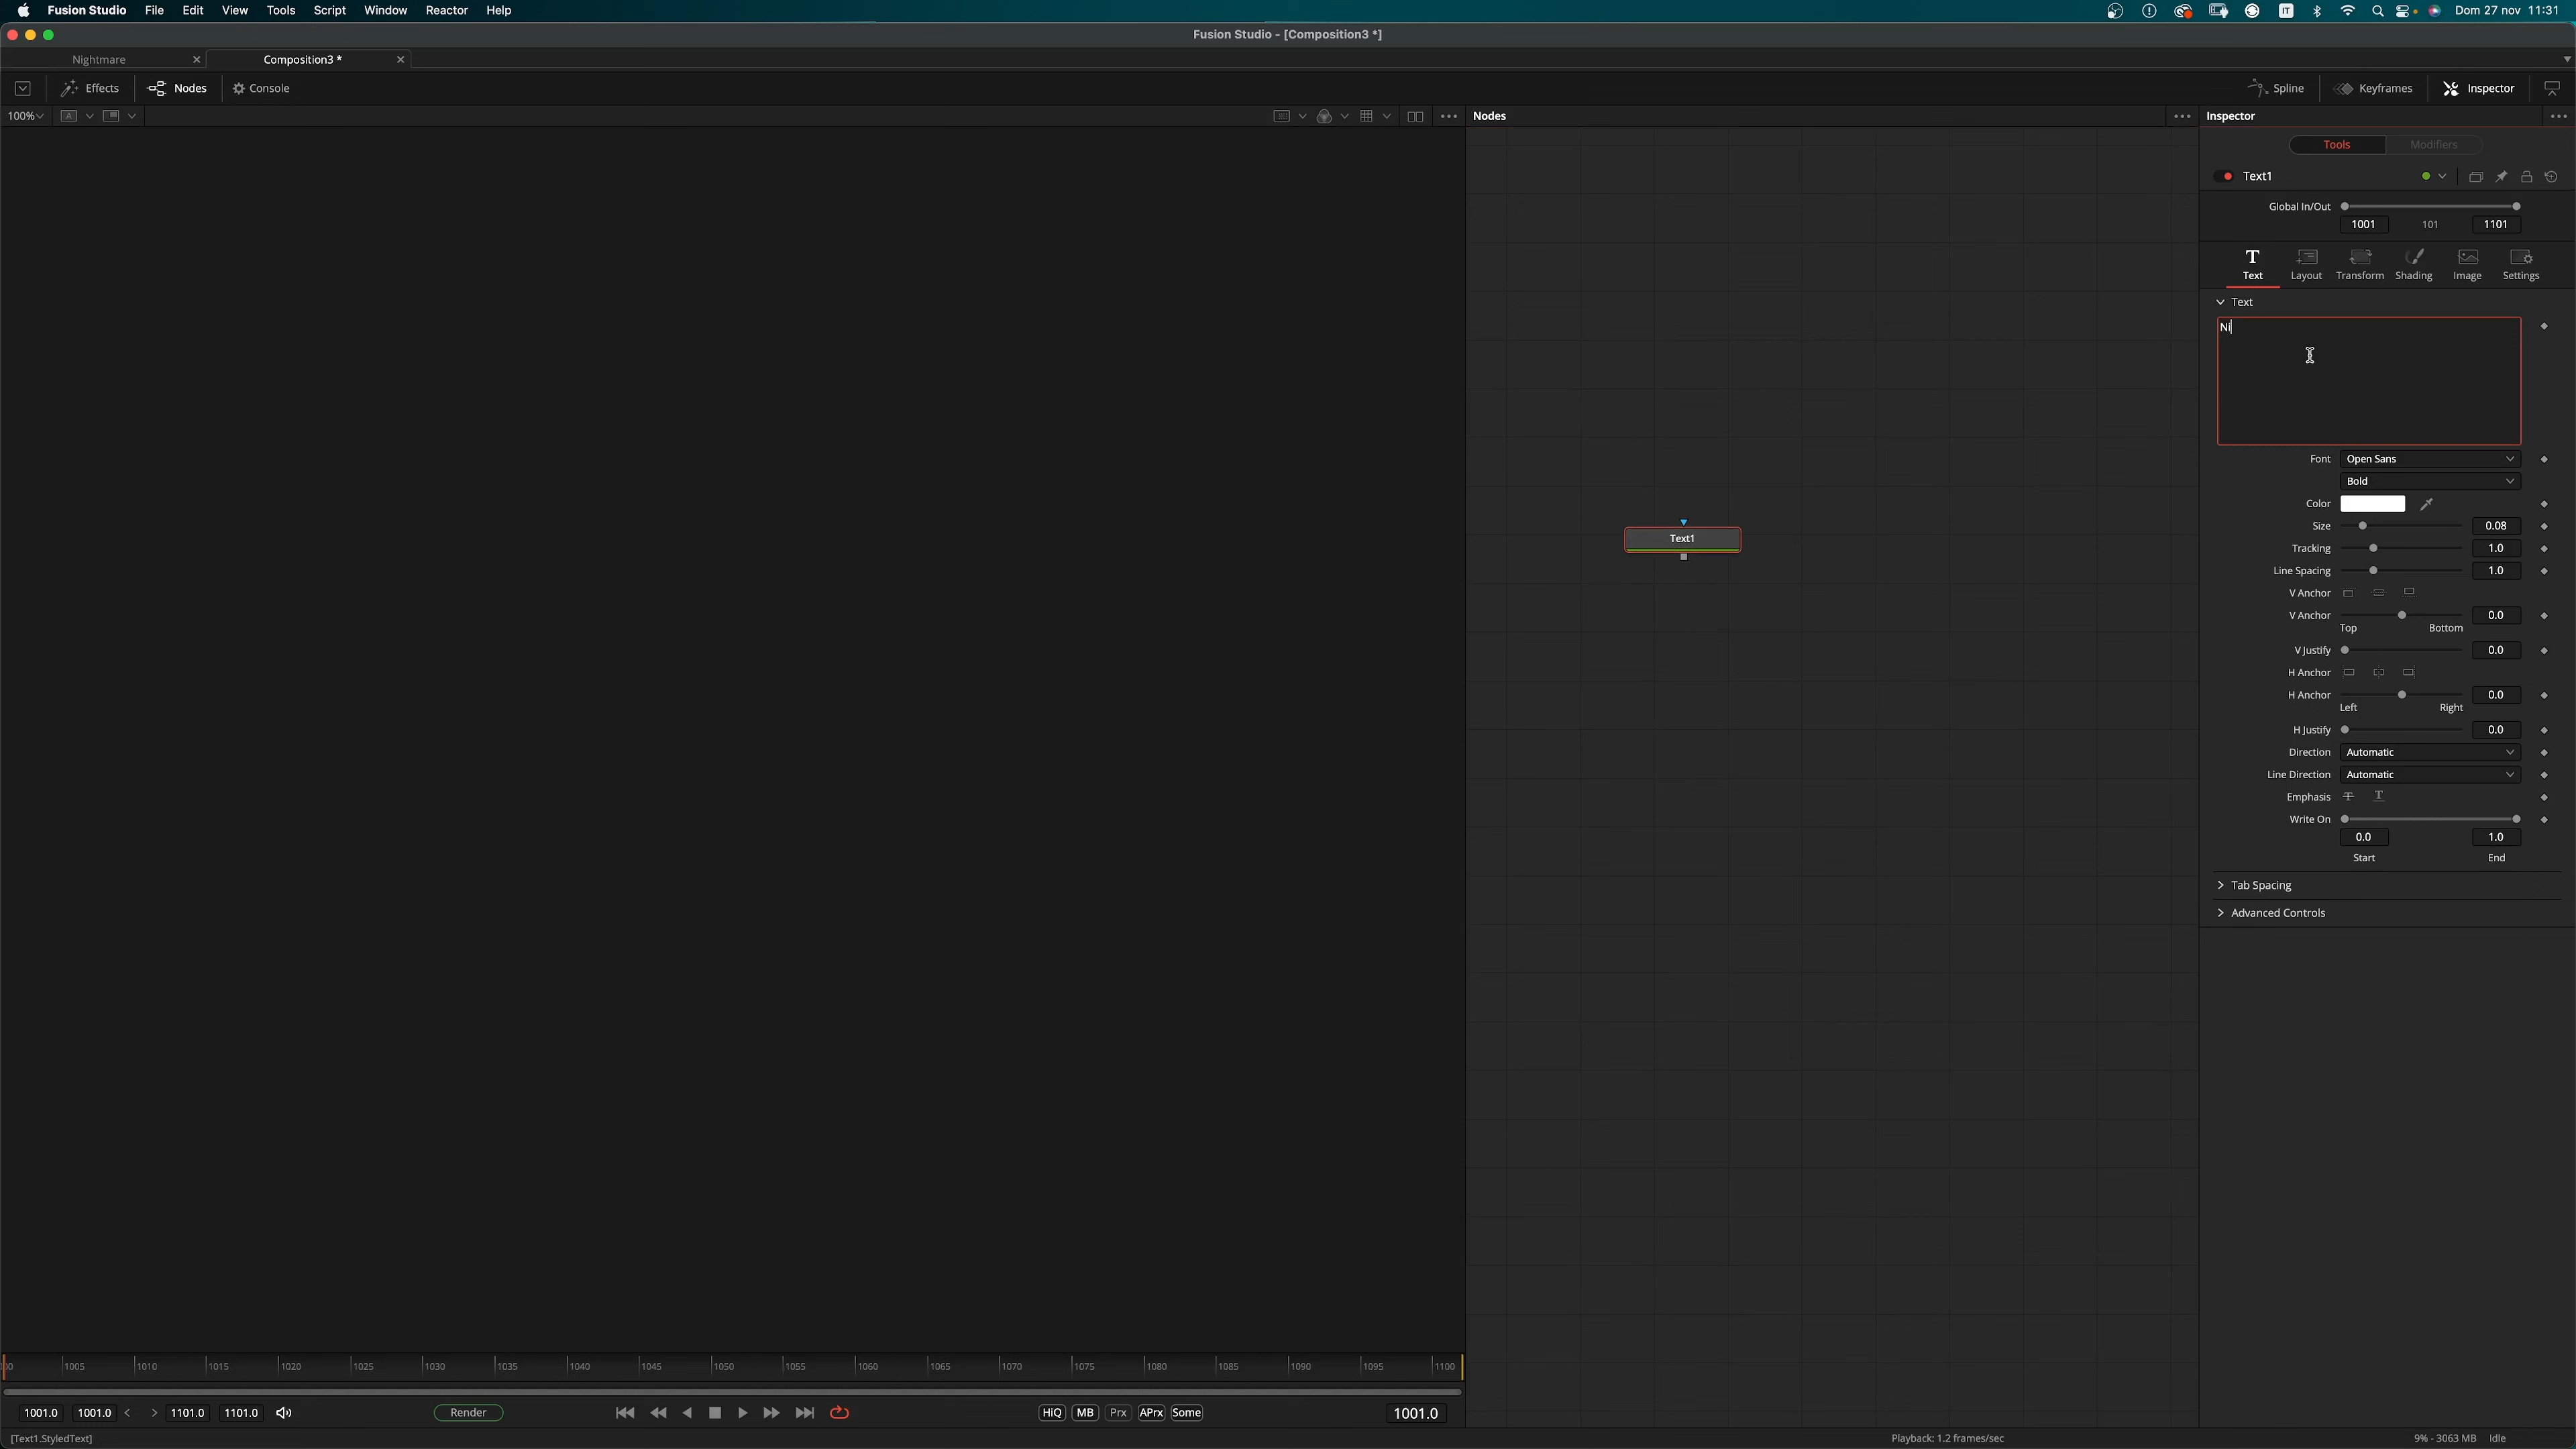 Fusion Studio File Edit View Tools Script Window Reactor Help IT Dom 27 nov 11:31
Fusion Studio - [Composition3 *]
Nightmare Composition3 *
Effects Nodes Console Spline Keyframes Inspector
100% A Nodes Inspector
Tools Modifiers
Text1
Global In/Out
1001 101 1101
T
Text Layout Transform Shading Image Settings
Text
Ni
Font Open Sans
Bold
Color
Size 0.08
Text1
Tracking 1.0
Line Spacing 1.0
V Anchor
V Anchor 0.0
Top Bottom
V Justify 0.0
H Anchor
H Anchor 0.0
Left Right
H Justify 0.0
Direction Automatic
Line Direction Automatic
Emphasis T T
Write On
0.0 1.0
Start End
Tab Spacing
Advanced Controls
1005 1010 1015 1020 1025 1030 1035 1040 1045 1050 1055 1060 1065 1070 1075 1080 1085 1090 1095 1100
1001.0 1001.0 < > 1101.0 1101.0 Render HiQ MB Prx APrx Some 1001.0
[Text1.StyledText] Playback: 1.2 frames/sec 9% - 3063 MB Idle